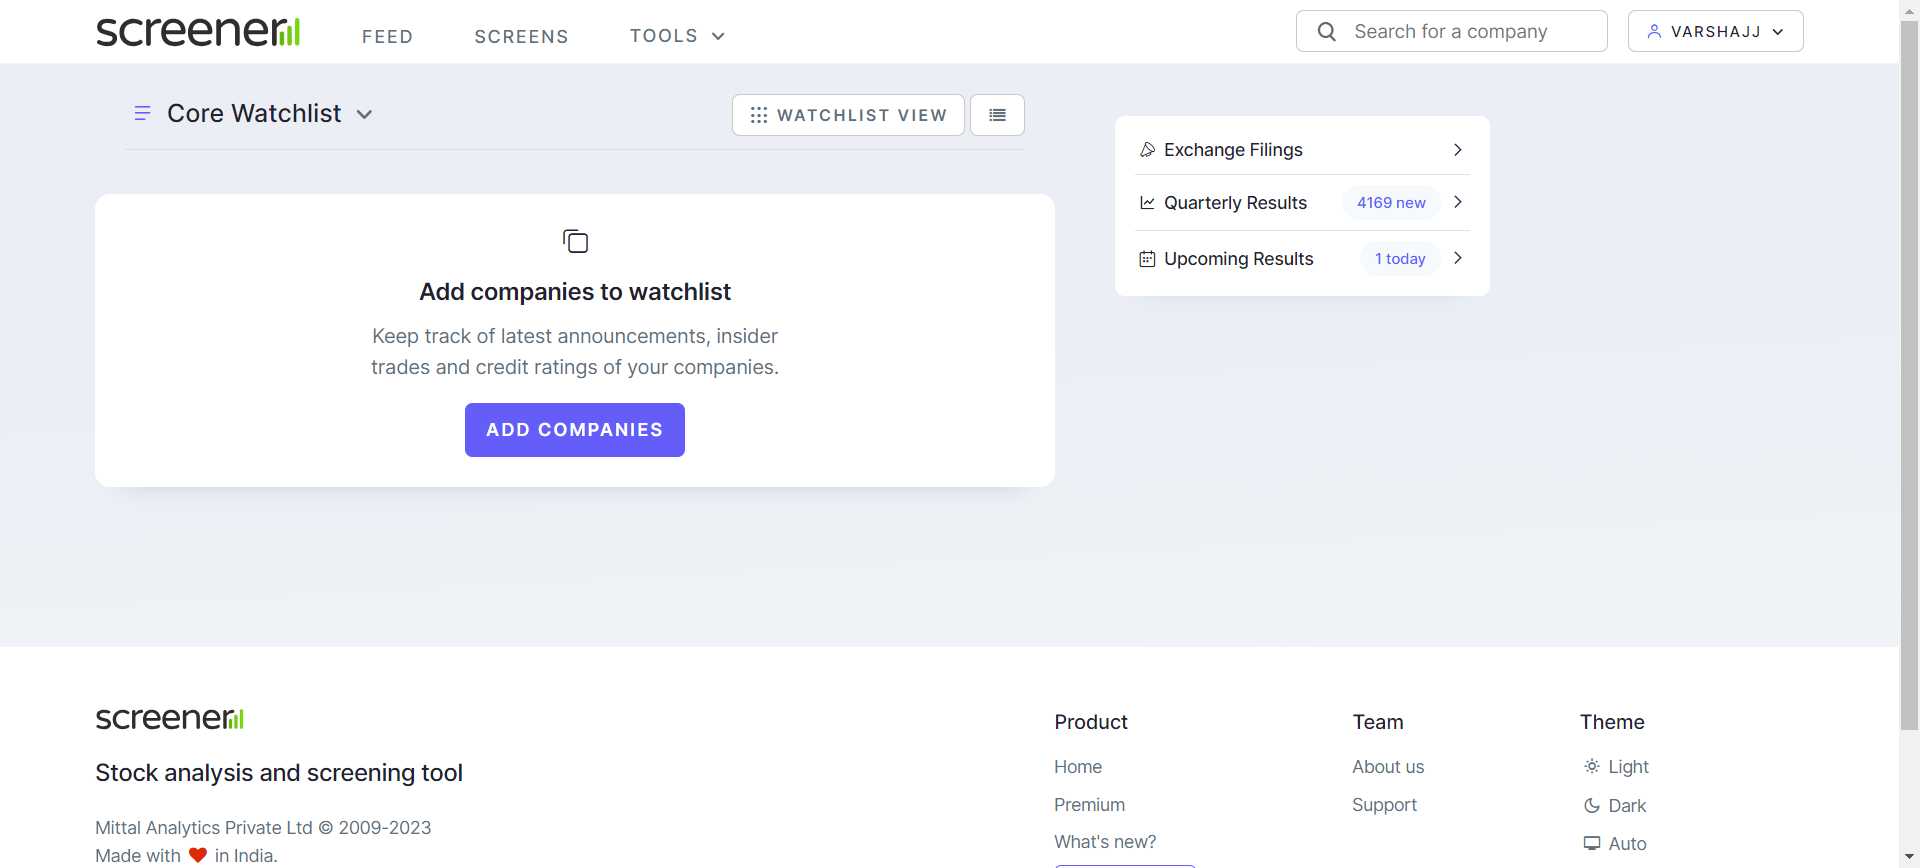 screener
FEED
SCREENS
TOOLS
Search for a company
VARSHAJJ
Core Watchlist
WATCHLIST VIEW
Add companies to watchlist
Keep track of latest announcements, insider
trades and credit ratings of your companies.
ADD COMPANIES
Exchange Filings
Quarterly Results 4169 new
Upcoming Results 1 today
screener
Stock analysis and screening tool
Mittal Analytics Private Ltd © 2009-2023
Made with ❤ in India.
Product
Home
Premium
What's new?
Team
About us
Support
Theme
Light
Dark
Auto